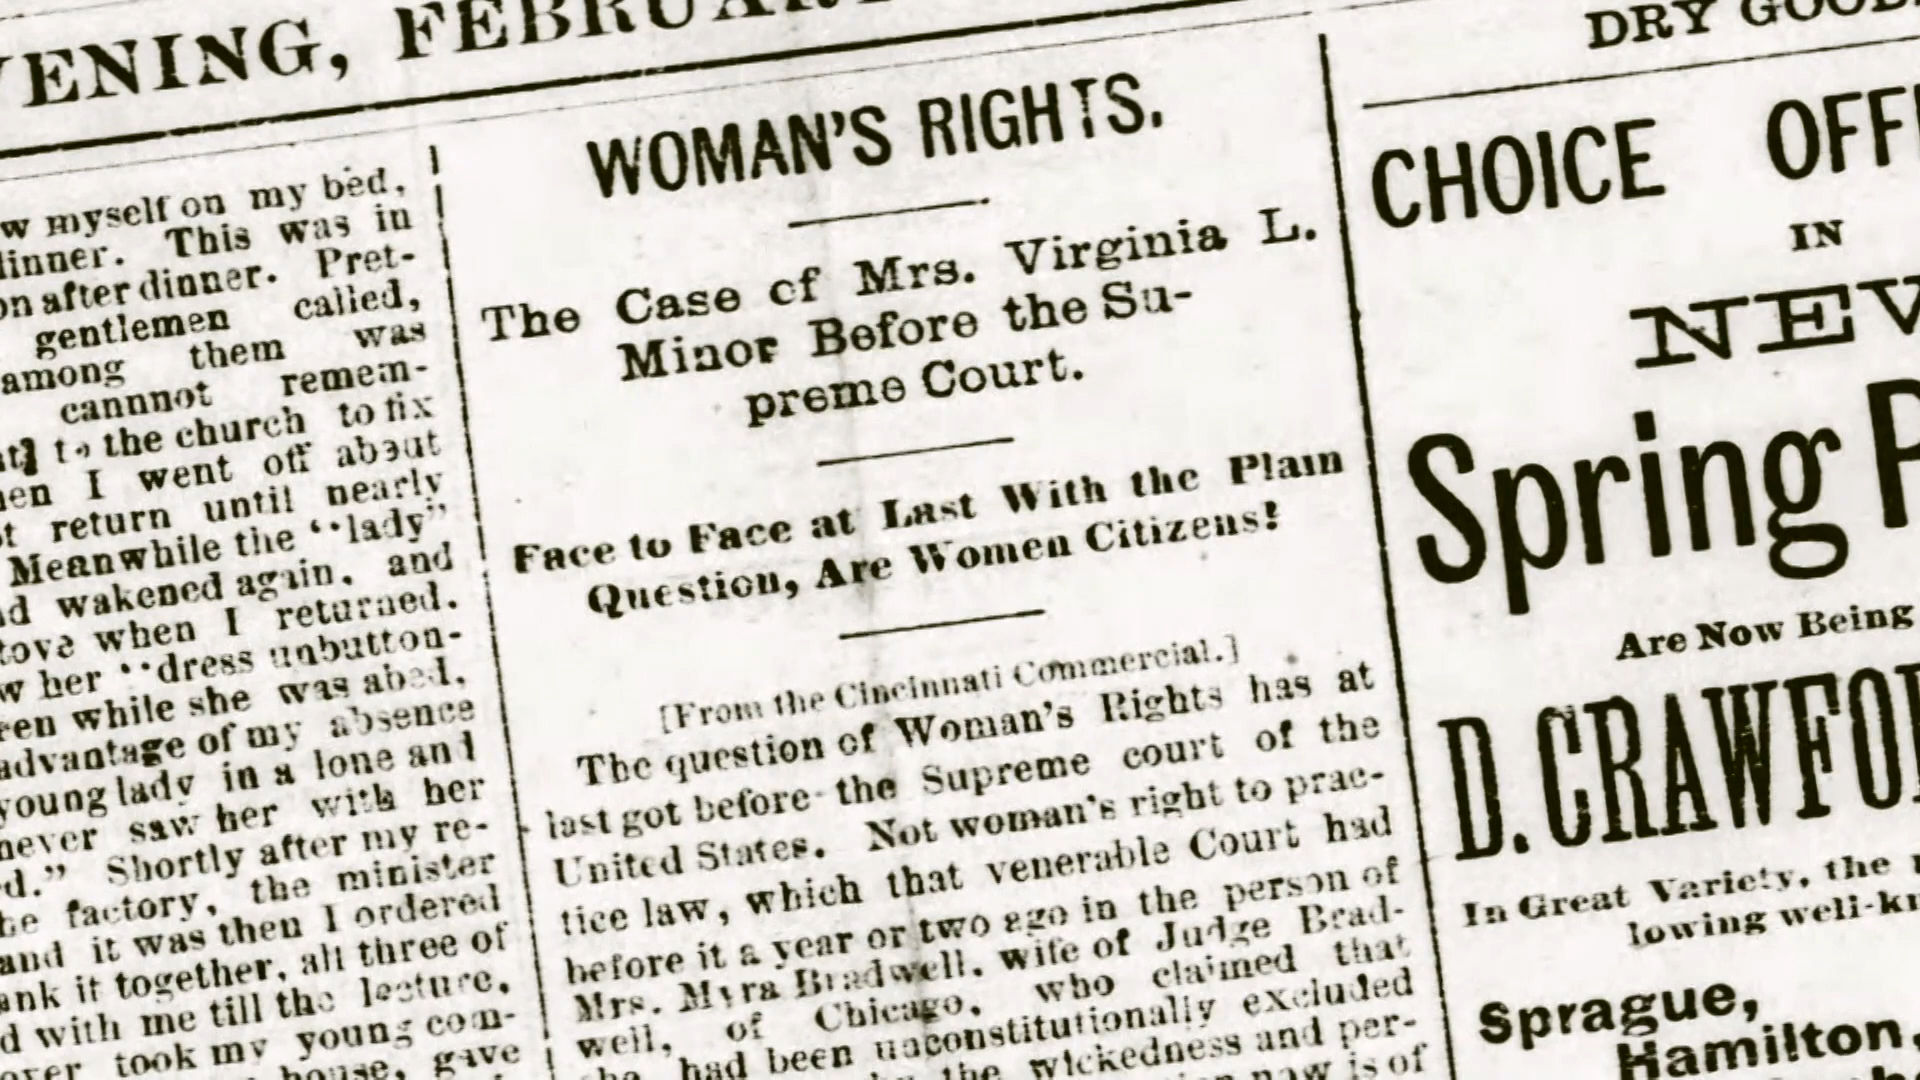 VENING, FEBRUAR
w myself on my bed,
dinner. This was in
on after dinner. Pret-
gentlemen called,
among them was
cannnot remem-
to the church to fix
I went off about
return until nearly
Meanwhile the "lady"
wakened again, and
when I returned.
w her "dress unbutton-
een while she was abed,
advantage of my absence
young lady in a lone and
never saw her with her
d." Shortly after my re-
he factory, the minister
and it was then I ordered
ank it together, all three of
d with me till the lecture.
took my young com-
house, gave
WOMAN'S RIGHTS.
The Case of Mrs. Virginia L.
Minor Before the Su-
preme Court.
Face to Face at Last With the Plain
Question, Are Women Citizens?
[From the Cincinnati Commercial.]
The question of Woman's Rights has at
last got before the Supreme court of the
United States. Not woman's right to prac-
tice law, which that venerable Court had
before it a year or two ago in the person of
Mrs. Myra Bradwell, wife of Judge Brad-
well, of Chicago, who claimed that
she had been unconstitutionally excluded
the wickedness and per-
now is of
DRY GOOD
CHOICE OFF
IN
NEW
Spring P
Are Now Being
D. CRAWFO
In Great Variety, the
lowing well-k
Sprague,
Hamilton,